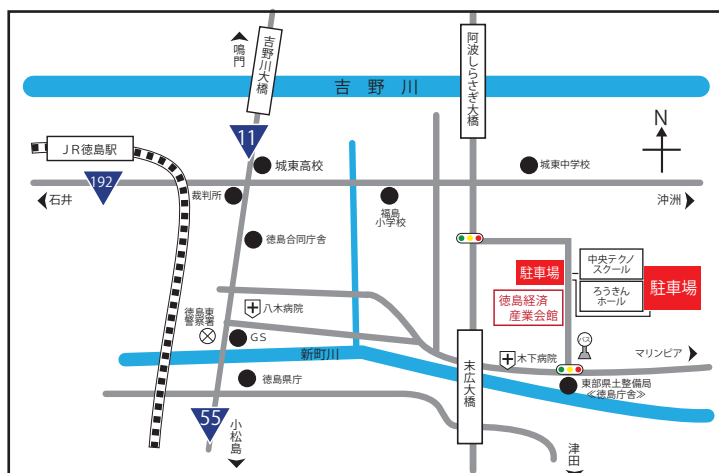 鳴門
吉野川大橋
阿波しらさぎ大橋
吉野川
N
11
JR徳島駅
城東高校
城東中学校
192
石井
裁判所
福島
小学校
沖洲
徳島合同庁舎
中央テクノ
スクール
駐車場
駐車場
ろうきん
ホール
徳島経済
産業会館
八木病院
徳島東
警察署
GS
バス
新町川
木下病院
マリンピア
末広大橋
徳島県庁
東部県土整備局
≪徳島庁舎≫
55
小松島
津田